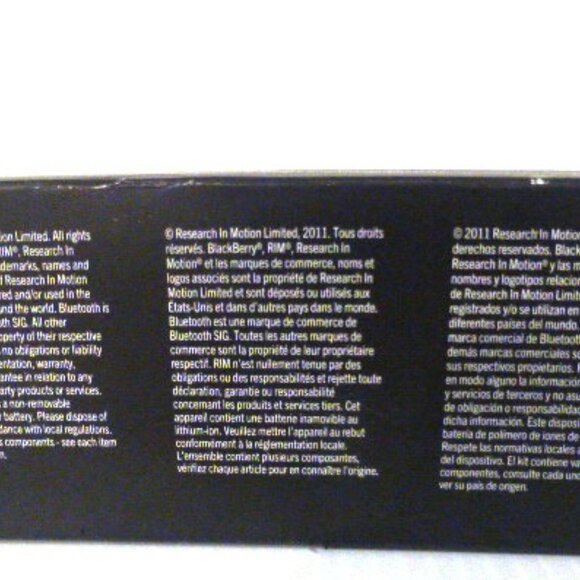 tion Limited. All rights
RIM®, Research In
demarks, names and
d Research In Motion
red and/or used in the
und the world. Bluetooth is
th SIG. All other
operty of their respective
no obligations or liability
entation, warranty,
arantee in relation to any
arty products or services.
a non-removable
battery. Please dispose of
dance with local regulations.
s components - see each item
n.
© Research In Motion Limited, 2011. Tous droits
réservés. BlackBerry®, RIM®, Research In
Motion® et les marques de commerce, noms et
logos associés sont la propriété de Research In
Motion Limited et sont déposés ou utilisés aux
États-Unis et dans d'autres pays dans le monde.
Bluetooth est une marque de commerce de
Bluetooth SIG. Toutes les autres marques de
commerce sont la propriété de leur propriétaire
respectif. RIM n'est nullement tenue par des
obligations ou des responsabilités et rejette toute
déclaration, garantie ou responsabilité
concernant les produits et services tiers. Cet
appareil contient une batterie inamovible au
lithium-ion. Veuillez mettre l'appareil au rebut
conformément à la réglementation locale.
L'ensemble contient plusieurs composantes,
vérifiez chaque article pour en connaître l'origine.
© 2011 Research In Motio
derechos reservados. Black
Research In Motion® y las m
nombres y logotipos relacion
de Research In Motion Limi
registrados y/o se utilizan en
diferentes países del mundo.
marca comercial de Bluetoot
demás marcas comerciales so
sus respectivos propietarios. R
en modo alguno la información
y servicios de terceros y no asu
de obligación o responsabilidad
dicha información. Este disposi
batería de polímero de iones de
Respete las normativas locales a
del dispositivo. El kit contiene va
componentes, consulte cada uno
ver su país de origen.